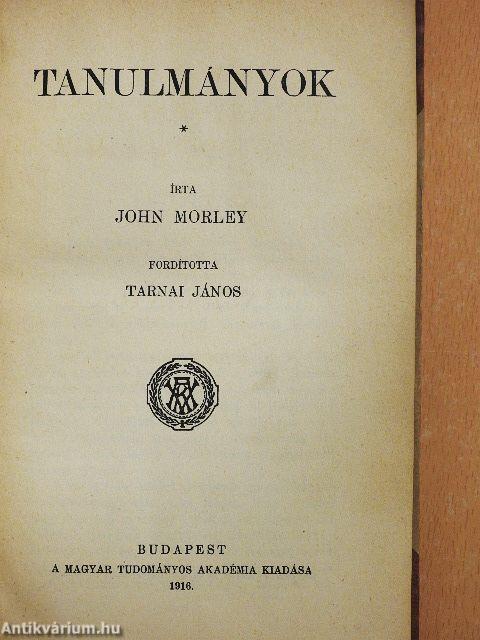 TANULMÁNYOK
*
ÍRTA
JOHN MORLEY
FORDÍTOTTA
TARNAI JÁNOS
BUDAPEST
A MAGYAR TUDOMÁNYOS AKADÉMIA KIADÁSA
1916.
Antikvárium.hu